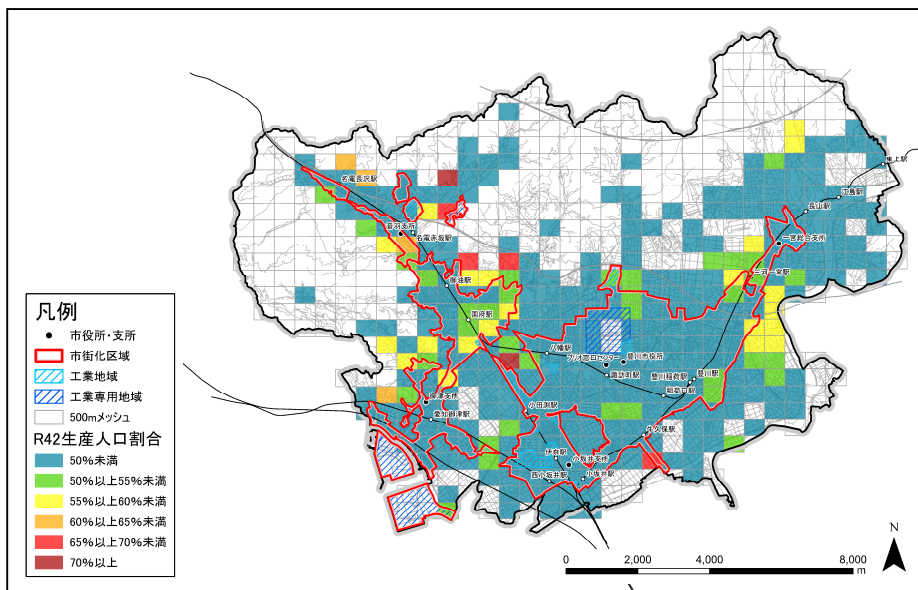 東上駅
江島駅
長山駅
名電長沢駅
音羽支所
名電赤坂駅
一宮総合支所
三河一宮駅
御油駅
国府駅
八幡駅
プリオ窓口センター
豊川市役所
諏訪町駅
豊川稲荷駅
豊川駅
御津支所
愛知御津駅
小田渕駅
牛久保駅
伊奈駅
小坂井支所
西小坂井駅
小坂井駅
凡例
市役所・支所
市街化区域
工業地域
工業専用地域
500mメッシュ
R42生産人口割合
50%未満
50%以上55%未満
55%以上60%未満
60%以上65%未満
65%以上70%未満
70%以上
N
0 2,000 4,000 8,000
m